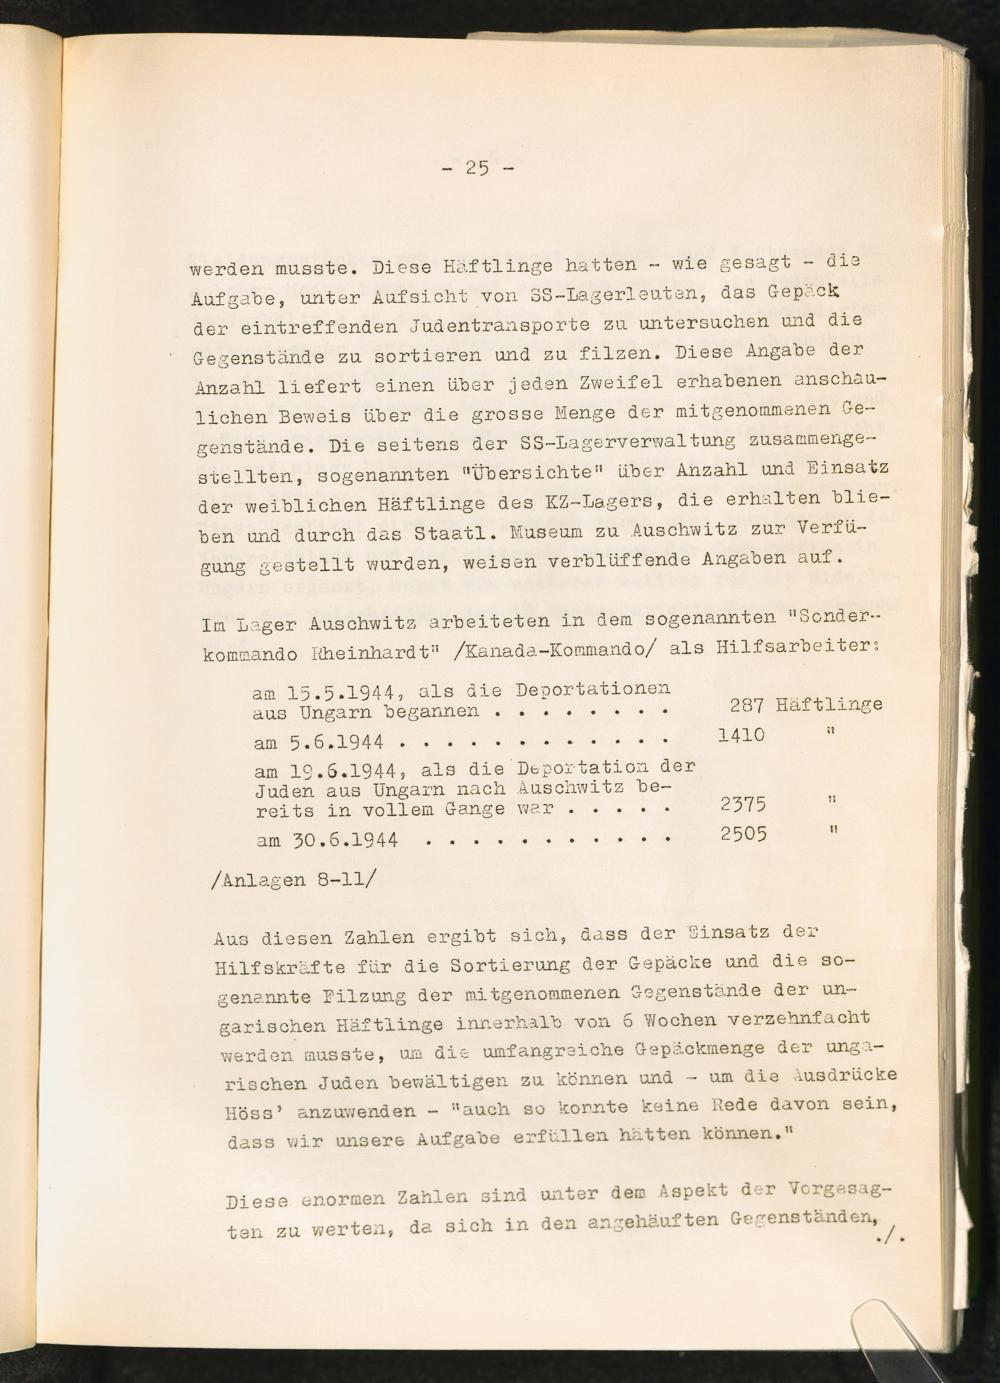 - 25 -
werden musste. Diese Häftlinge hatten - wie gesagt - die
Aufgabe, unter Aufsicht von SS-Lagerleuten, das Gepäck
der eintreffenden Judentransporte zu untersuchen und die
Gegenstände zu sortieren und zu filzen. Diese Angabe der
Anzahl liefert einen über jeden Zweifel erhabenen anschau-
lichen Beweis über die grosse Menge der mitgenommenen Ge-
genstände. Die seitens der SS-Lagerverwaltung zusammenge-
stellten, sogenannten "Übersichte" über Anzahl und Einsatz
der weiblichen Häftlinge des KZ-Lagers, die erhalten blie-
ben und durch das Staatl. Museum zu Auschwitz zur Verfü-
gung gestellt wurden, weisen verblüffende Angaben auf.
Im Lager Auschwitz arbeiteten in dem sogenannten "Sonder-
kommando Rheinhardt" /Kanada-Kommando/ als Hilfsarbeiter:
am 15.5.1944, als die Deportationen
aus Ungarn begannen . . . . . . . . 287 Häftlinge
am 5.6.1944 . . . . . . . . . . . . 1410 "
am 19.6.1944, als die Deportation der
Juden aus Ungarn nach Auschwitz be-
reits in vollem Gange war . . . . . 2375 "
am 30.6.1944 . . . . . . . . . . . 2505 "
/Anlagen 8-11/
Aus diesen Zahlen ergibt sich, dass der Einsatz der
Hilfskräfte für die Sortierung der Gepäcke und die so-
genannte Filzung der mitgenommenen Gegenstände der un-
garischen Häftlinge innerhalb von 6 Wochen verzehnfacht
werden musste, um die umfangreiche Gepäckmenge der unga-
rischen Juden bewältigen zu können und - um die Ausdrücke
Höss' anzuwenden - "auch so konnte keine Rede davon sein,
dass wir unsere Aufgabe erfüllen hätten können."
Diese enormen Zahlen sind unter dem Aspekt der Vorgesag-
ten zu werten, da sich in den angehäuften Gegenständen,
./.